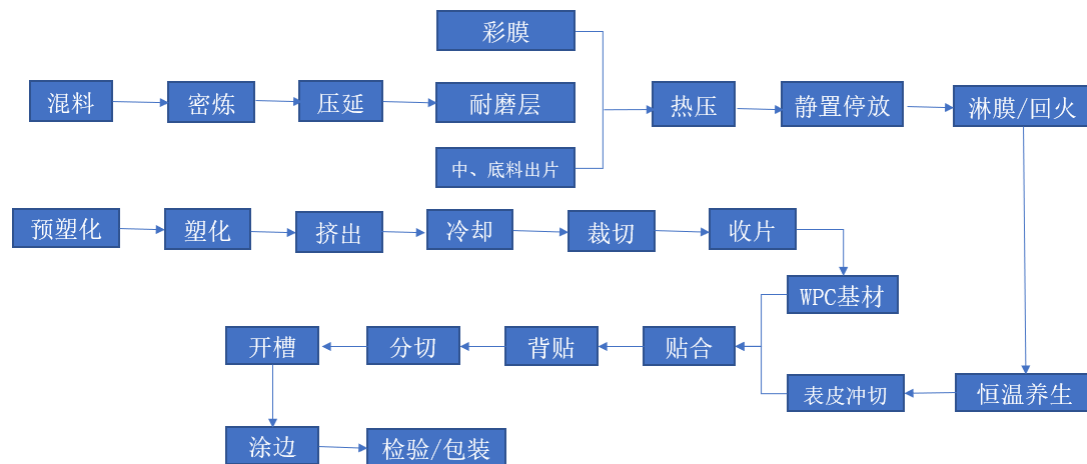 彩膜
混料
密炼
压延
耐磨层
热压
静置停放
淋膜/回火
中、底料出片
预塑化
塑化
挤出
冷却
裁切
收片
WPC基材
开槽
分切
背贴
贴合
表皮冲切
恒温养生
涂边
检验/包装